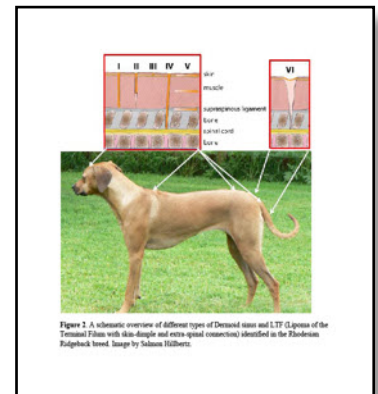 I II III IV V
VI
skin
muscle
supraspinous ligament
bone
spinal cord
bone
Figure 2. A schematic overview of different types of Dermoid sinus and LTF (Lipoma of the
Terminal Filum with skin-dimple and extra-spinal connection) identified in the Rhodesian
Ridgeback breed. Image by Salmon Hillbertz.